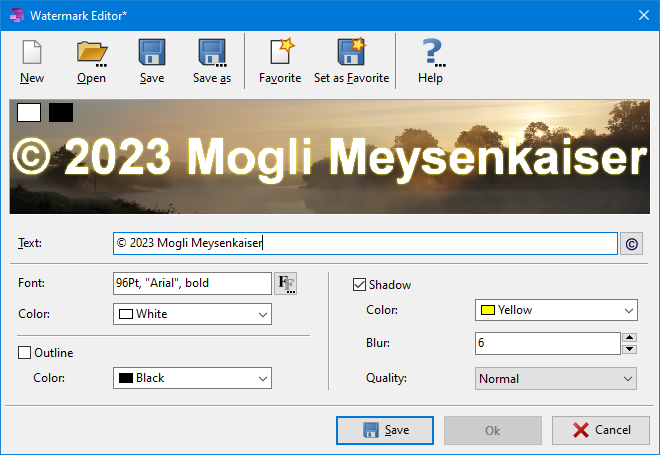 Watermark Editor*
New Open Save Save as Favorite Set as Favorite Help
© 2023 Mogli Meysenkaiser
Text: © 2023 Mogli Meysenkaiser ©
Font: 96Pt, "Arial", bold FF...
Color: White
Outline
Color: Black
Shadow
Color: Yellow
Blur: 6
Quality: Normal
Save Ok Cancel